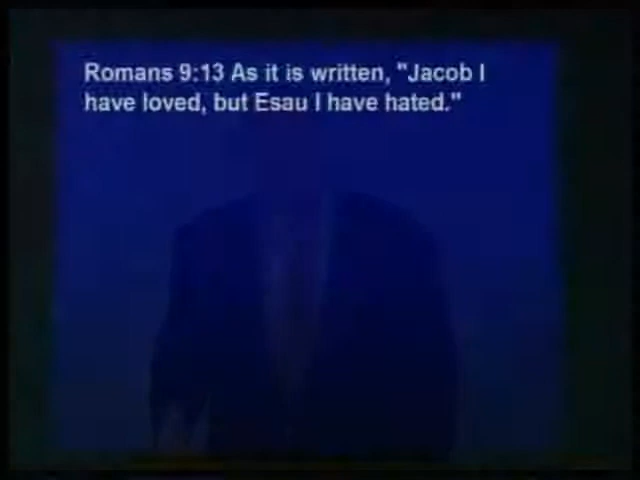 Romans 9:13 As it is written, "Jacob I
have loved, but Esau I have hated."